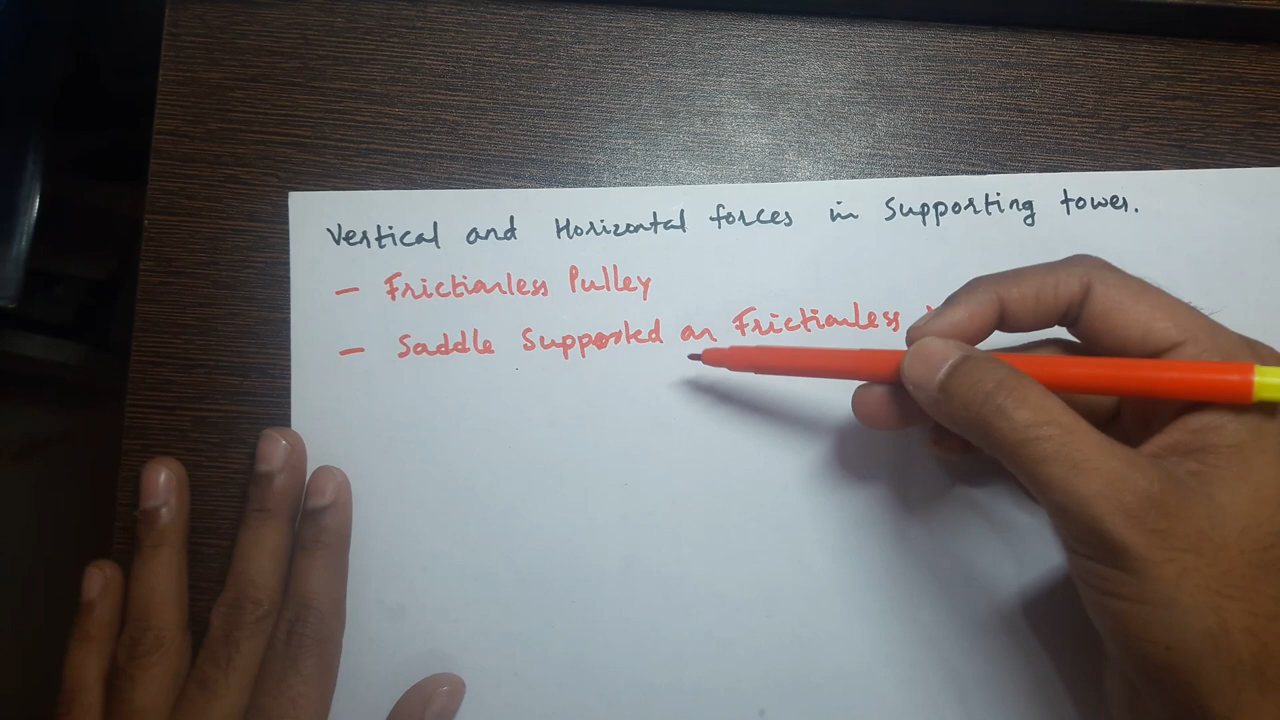 Vertical and Horizontal forces in Supporting tower.
- Frictionless Pulley
- Saddle Supported on Frictionless